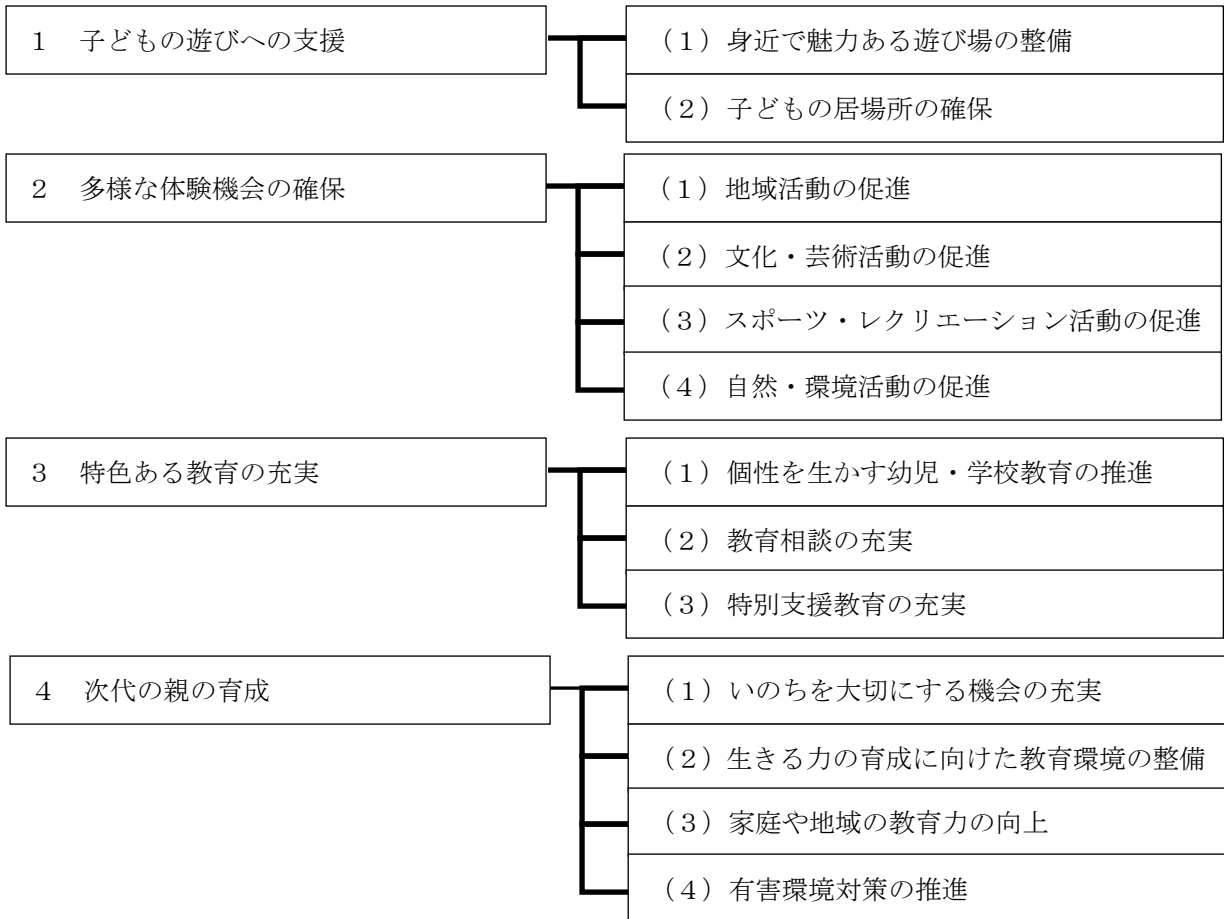 １　子どもの遊びへの支援
（１）身近で魅力ある遊び場の整備
（２）子どもの居場所の確保
２　多様な体験機会の確保
（１）地域活動の促進
（２）文化・芸術活動の促進
（３）スポーツ・レクリエーション活動の促進
（４）自然・環境活動の促進
３　特色ある教育の充実
（１）個性を生かす幼児・学校教育の推進
（２）教育相談の充実
（３）特別支援教育の充実
４　次代の親の育成
（１）いのちを大切にする機会の充実
（２）生きる力の育成に向けた教育環境の整備
（３）家庭や地域の教育力の向上
（４）有害環境対策の推進